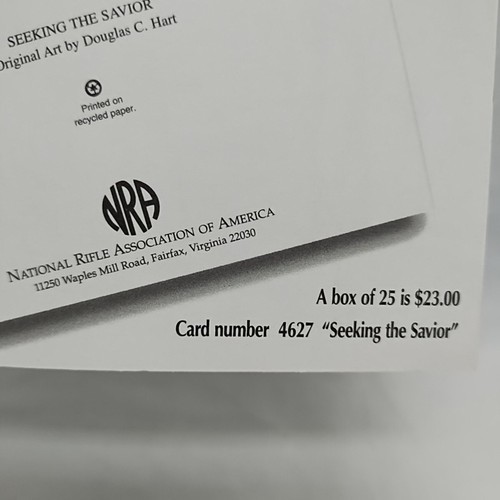 SEEKING THE SAVIOR
Original Art by Douglas C. Hart
Printed on
recycled paper.
NRA
NATIONAL RIFLE ASSOCIATION OF AMERICA
11250 Waples Mill Road, Fairfax, Virginia 22030
A box of 25 is $23.00
Card number 4627 “Seeking the Savior”